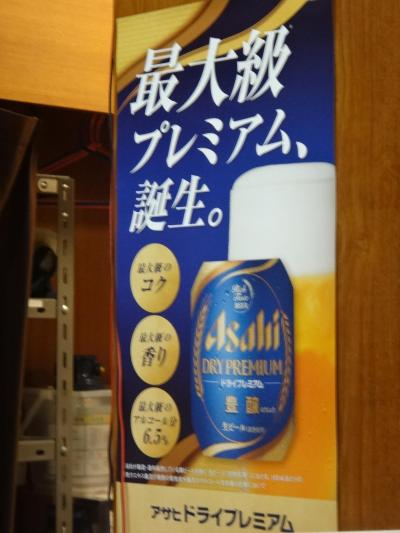 最大級
プレミアム、
誕生。
最大級の
コク
最大級の
香り
最大級の
アルコール分
6.5%
Rich Taste
BEER
Asahi
DRY PREMIUM
ドライプレミアム
豊醸
アサヒドライプレミアム